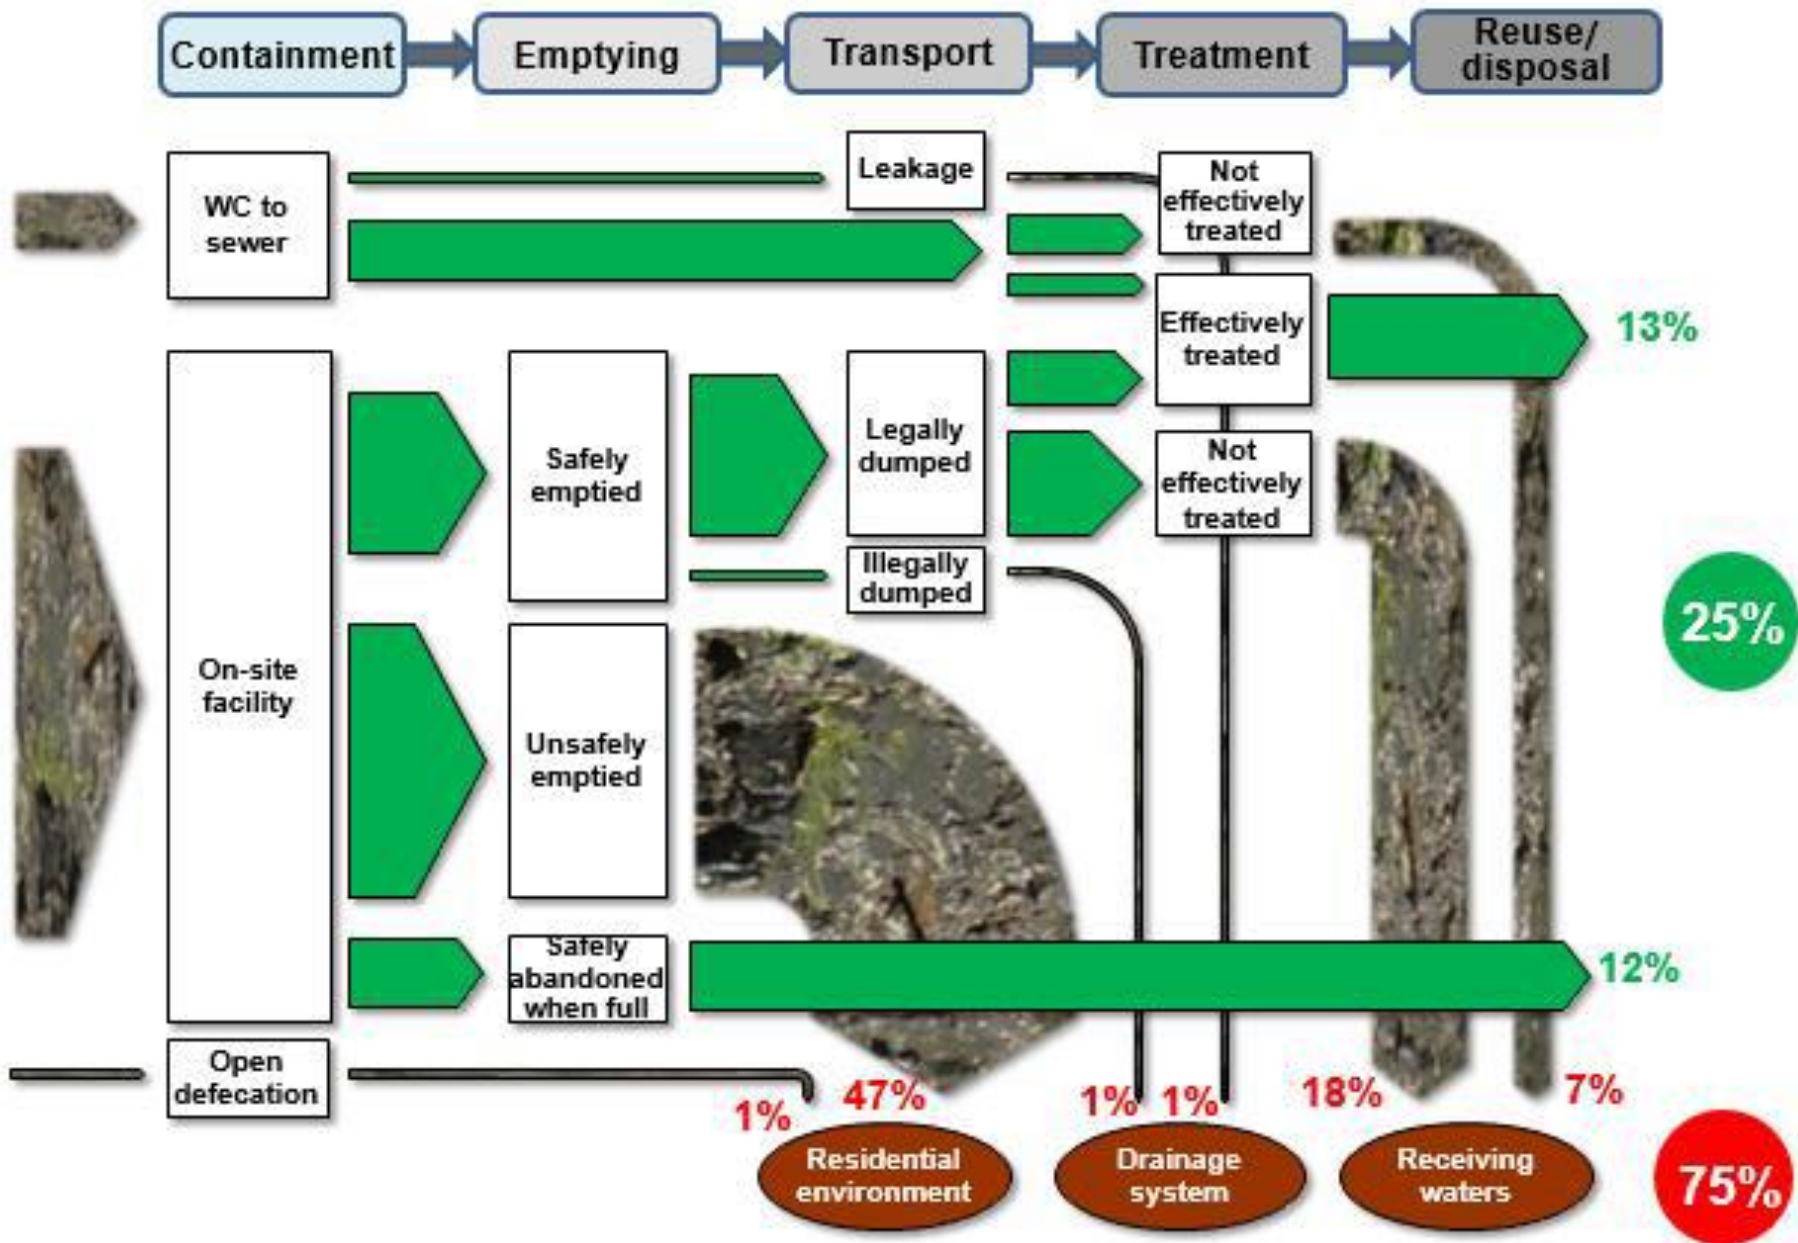 Containment
Emptying
Transport
Treatment
Reuse/
disposal
WC to
sewer
Leakage
Not
effectively
treated
Effectively
treated
13%
On-site
facility
Safely
emptied
Legally
dumped
Not
effectively
treated
Illegally
dumped
25%
Unsafely
emptied
Safely
abandoned
when full
12%
Open
defecation
1%
47%
1%
1%
18%
7%
Residential
environment
Drainage
system
Receiving
waters
75%